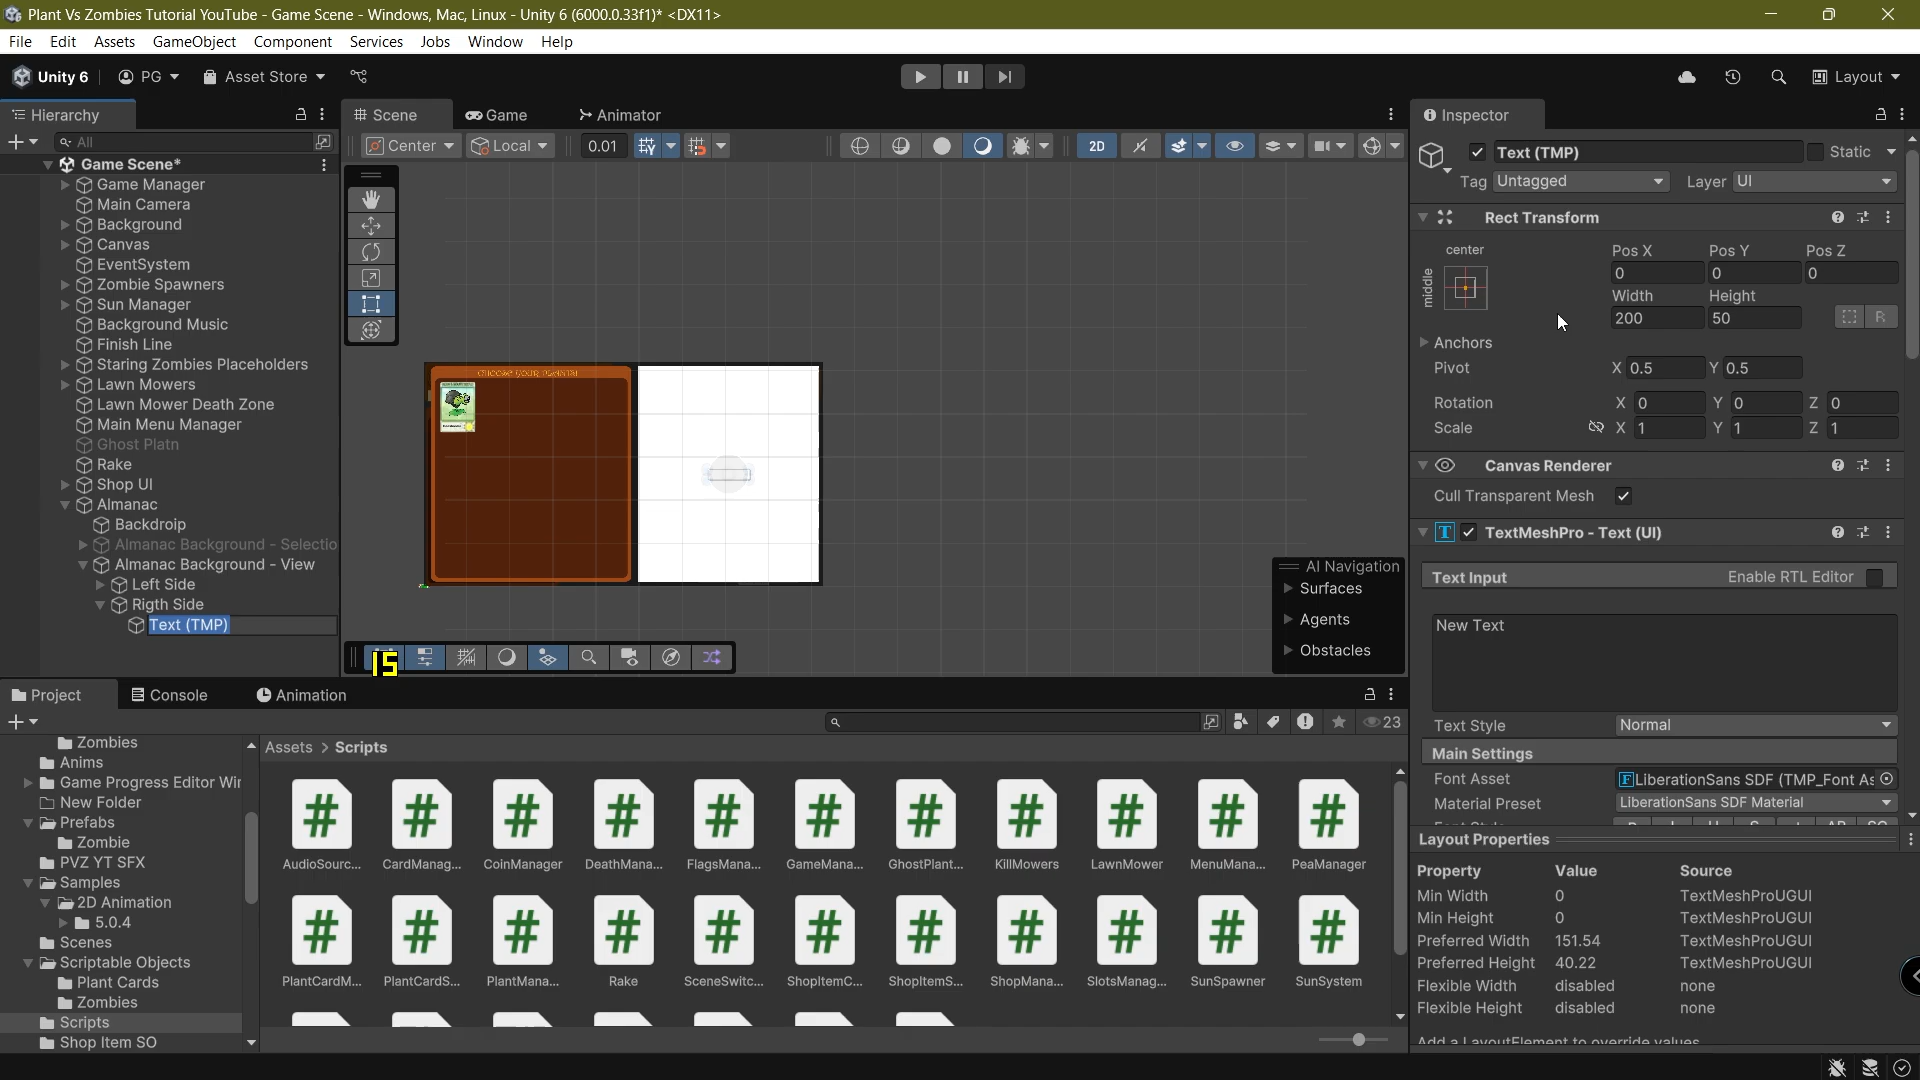 Plant Vs Zombies Tutorial YouTube - Game Scene - Windows, Mac, Linux - Unity 6 (6000.0.33f1)* <DX11>
File Edit Assets GameObject Component Services Jobs Window Help
Unity 6 PG Asset Store Layout
Hierarchy
All
Game Scene*
Game Manager
Main Camera
Background
Canvas
EventSystem
Zombie Spawners
Sun Manager
Background Music
Finish Line
Staring Zombies Placeholders
Lawn Mowers
Lawn Mower Death Zone
Main Menu Manager
Ghost Platn
Rake
Shop UI
Almanac
Backdroip
Almanac Background - Selectio
Almanac Background - View
Left Side
Rigth Side
Text (TMP)
Scene Game Animator
Center Local 0.01 2D
AI Navigation
Surfaces
Agents
Obstacles
15
Inspector
Text (TMP) Static
Tag Untagged Layer UI
Rect Transform
center
middle
Pos X Pos Y Pos Z
0 0 0
Width Height
200 50 R
Anchors
Pivot X 0.5 Y 0.5
Rotation X 0 Y 0 Z 0
Scale X 1 Y 1 Z 1
Canvas Renderer
Cull Transparent Mesh
TextMeshPro - Text (UI)
Text Input Enable RTL Editor
New Text
Text Style Normal
Main Settings
Font Asset LiberationSans SDF (TMP_Font As
Material Preset LiberationSans SDF Material
Layout Properties
Property Value Source
Min Width 0 TextMeshProUGUI
Min Height 0 TextMeshProUGUI
Preferred Width 151.54 TextMeshProUGUI
Preferred Height 40.22 TextMeshProUGUI
Flexible Width disabled none
Flexible Height disabled none
Add a LayoutElement to override values
Project Console Animation
23
Zombies
Anims
Game Progress Editor Wir
New Folder
Prefabs
Zombie
PVZ YT SFX
Samples
2D Animation
5.0.4
Scenes
Scriptable Objects
Plant Cards
Zombies
Scripts
Shop Item SO
Assets > Scripts
AudioSourc... CardManag... CoinManager DeathMana... FlagsMana... GameMana... GhostPlant... KillMowers LawnMower MenuMana... PeaManager
PlantCardM... PlantCardS... PlantMana... Rake SceneSwitc... ShopItemC... ShopItemS... ShopMana... SlotsManag... SunSpawner SunSystem